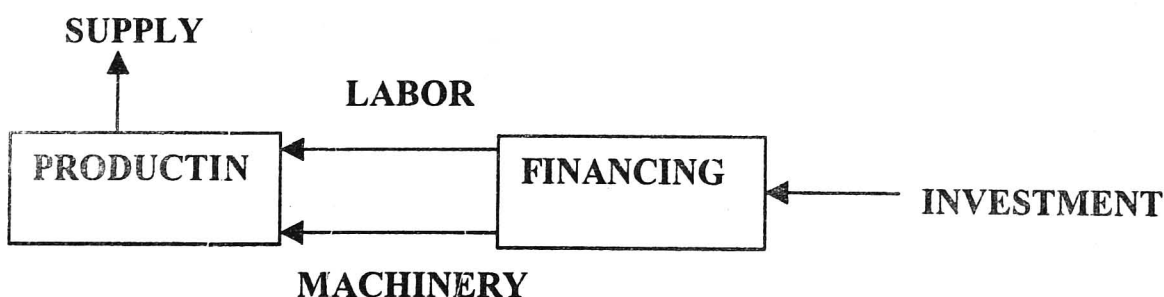 SUPPLY
LABOR
PRODUCTIN
FINANCING
INVESTMENT
MACHINERY